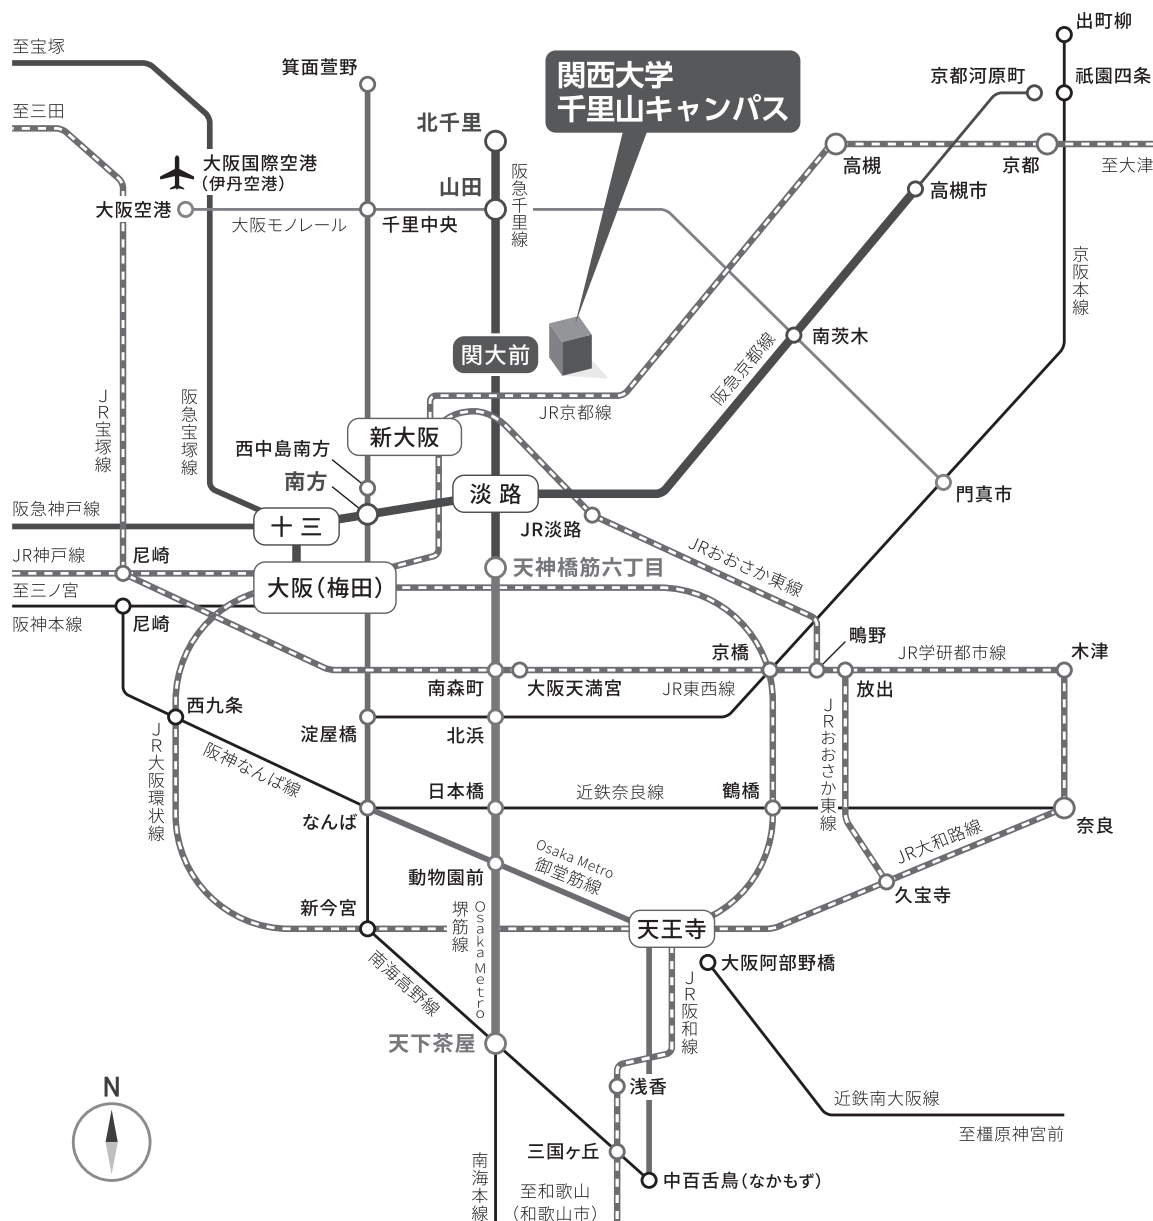 出町柳
至宝塚
箕面萱野
関西大学
千里山キャンパス
京都河原町
祇園四条
至三田
北千里
高槻
京都
至大津
大阪国際空港
（伊丹空港）
山田
阪急千里線
高槻市
大阪空港
大阪モノレール
千里中央
京阪本線
南茨木
関大前
阪急京都線
JR宝塚線
阪急宝塚線
JR京都線
新大阪
西中島南方
南方
淡路
門真市
阪急神戸線
十三
JR淡路
JR神戸線
尼崎
天神橋筋六丁目
JRおおさか東線
至三ノ宮
大阪（梅田）
阪神本線
尼崎
鴫野
京橋
JR学研都市線
木津
南森町
大阪天満宮
JR東西線
放出
西九条
淀屋橋
北浜
JR大阪環状線
阪神なんば線
JRおおさか東線
日本橋
近鉄奈良線
鶴橋
なんば
奈良
JR大和路線
Osaka Metro
御堂筋線
動物園前
久宝寺
新今宮
Osaka Metro
堺筋線
天王寺
南海高野線
大阪阿部野橋
JR阪和線
天下茶屋
N
浅香
近鉄南大阪線
至橿原神宮前
三国ヶ丘
南海本線
中百舌鳥（なかもず）
至和歌山
（和歌山市）